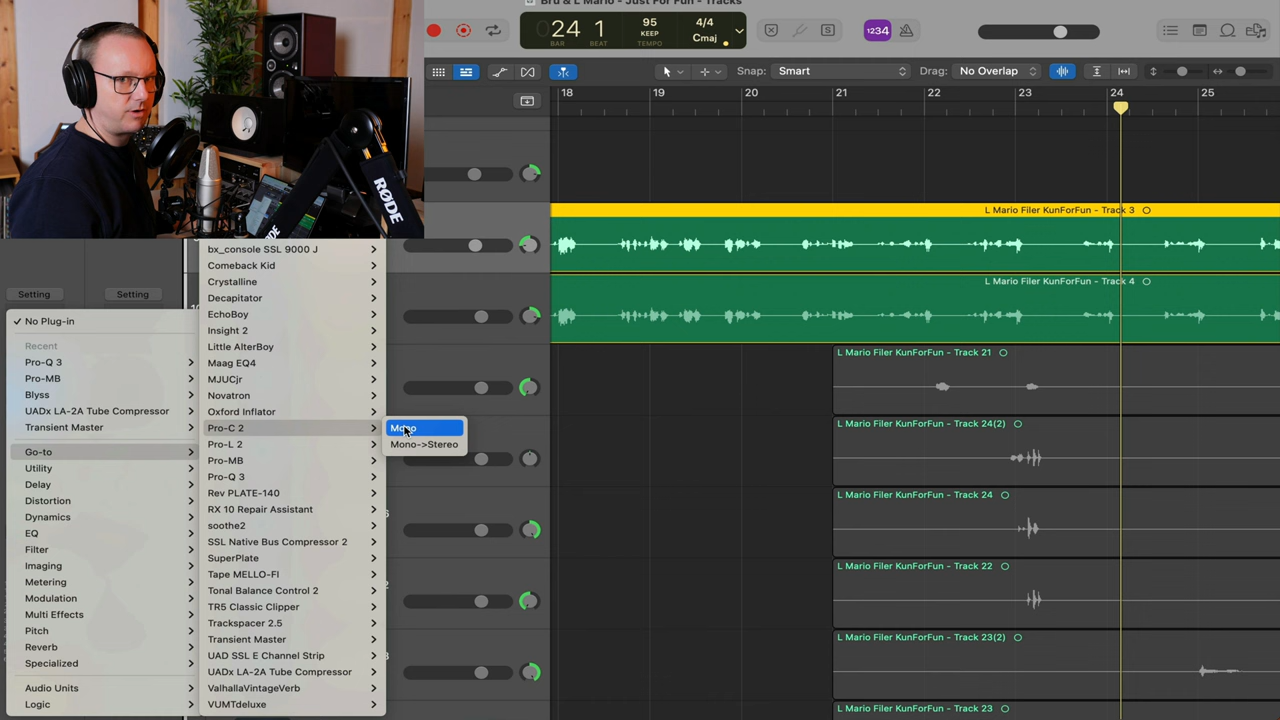 Bru & L Mario - Just For Fun - Tracks
24 1
BAR BEAT
95
KEEP
TEMPO
4/4
Cmaj
S
1234
Snap: Smart
Drag: No Overlap
18 19 20 21 22 23 24 25
RØDE
RØDE
L Mario Filer KunForFun - Track 3
L Mario Filer KunForFun - Track 4
L Mario Filer KunForFun - Track 21
L Mario Filer KunForFun - Track 24(2)
L Mario Filer KunForFun - Track 24
L Mario Filer KunForFun - Track 22
L Mario Filer KunForFun - Track 23(2)
L Mario Filer KunForFun - Track 23
Setting
Setting
No Plug-in
Recent
Pro-Q 3
Pro-MB
Blyss
UADx LA-2A Tube Compressor
Transient Master
Go-to
Utility
Delay
Distortion
Dynamics
EQ
Filter
Imaging
Metering
Modulation
Multi Effects
Pitch
Reverb
Specialized
Audio Units
Logic
bx_console SSL 9000 J
Comeback Kid
Crystalline
Decapitator
EchoBoy
Insight 2
Little AlterBoy
Maag EQ4
MJUCjr
Novatron
Oxford Inflator
Pro-C 2
Pro-L 2
Pro-MB
Pro-Q 3
Rev PLATE-140
RX 10 Repair Assistant
soothe2
SSL Native Bus Compressor 2
SuperPlate
Tape MELLO-FI
Tonal Balance Control 2
TR5 Classic Clipper
Trackspacer 2.5
Transient Master
UAD SSL E Channel Strip
UADx LA-2A Tube Compressor
ValhallaVintageVerb
VUMTdeluxe
Mono
Mono->Stereo